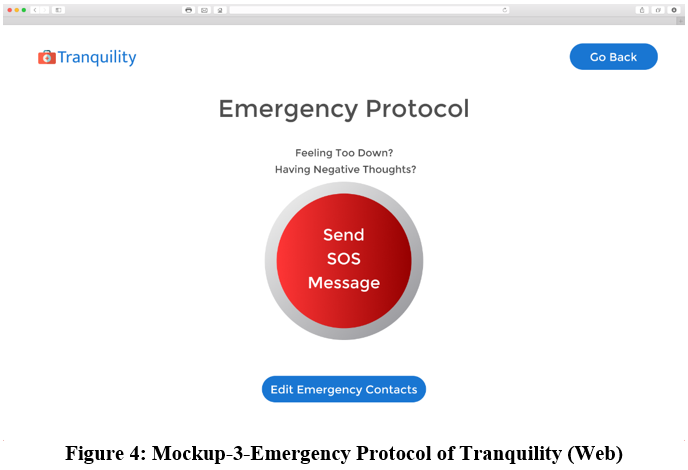 Tranquility
Go Back
Emergency Protocol
Feeling Too Down?
Having Negative Thoughts?
Send
SOS
Message
Edit Emergency Contacts
Figure 4: Mockup-3-Emergency Protocol of Tranquility (Web)